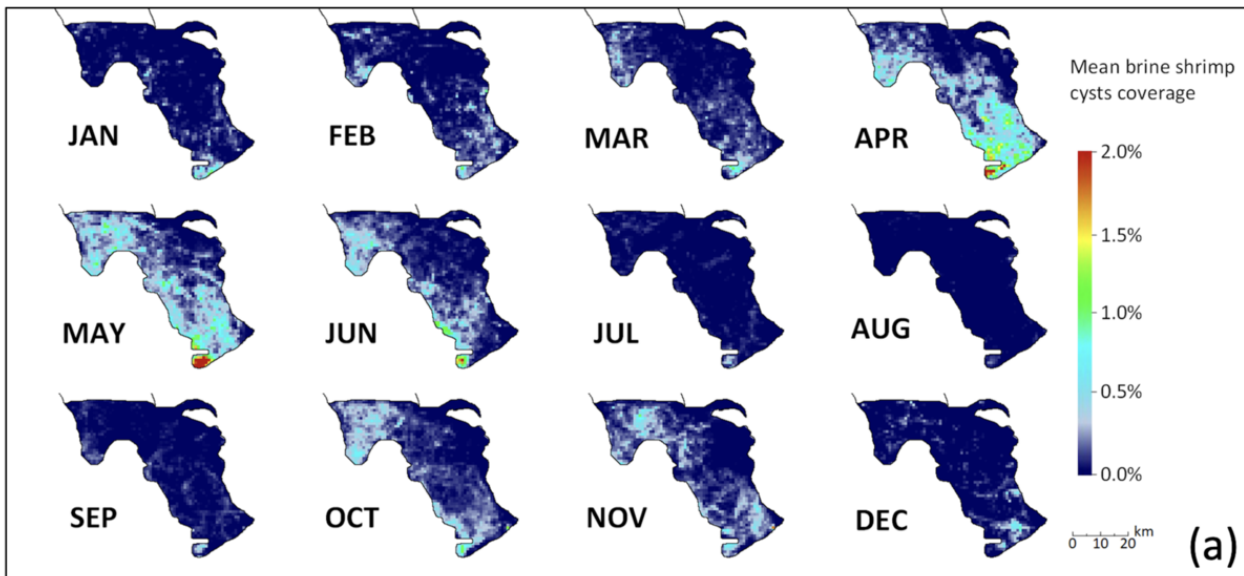 JAN
FEB
MAR
APR
Mean brine shrimp
cysts coverage
2.0%
1.5%
1.0%
0.5%
0.0%
MAY
JUN
JUL
AUG
SEP
OCT
NOV
DEC
km
0 10 20
(a)